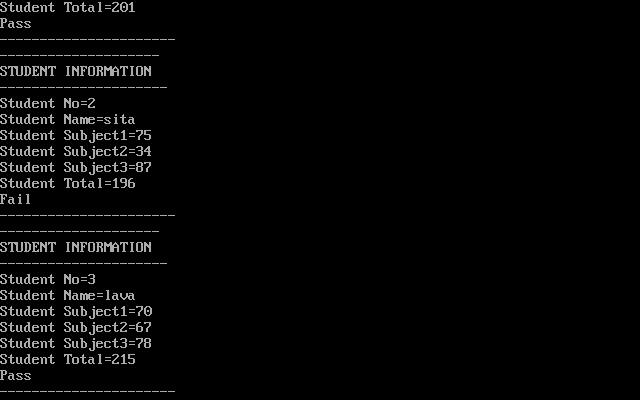 Student Total=201
Pass
----------------------
--------------------
STUDENT INFORMATION
---------------------
Student No=2
Student Name=sita
Student Subject1=75
Student Subject2=34
Student Subject3=87
Student Total=196
Fail
----------------------
--------------------
STUDENT INFORMATION
---------------------
Student No=3
Student Name=lava
Student Subject1=70
Student Subject2=67
Student Subject3=78
Student Total=215
Pass
----------------------